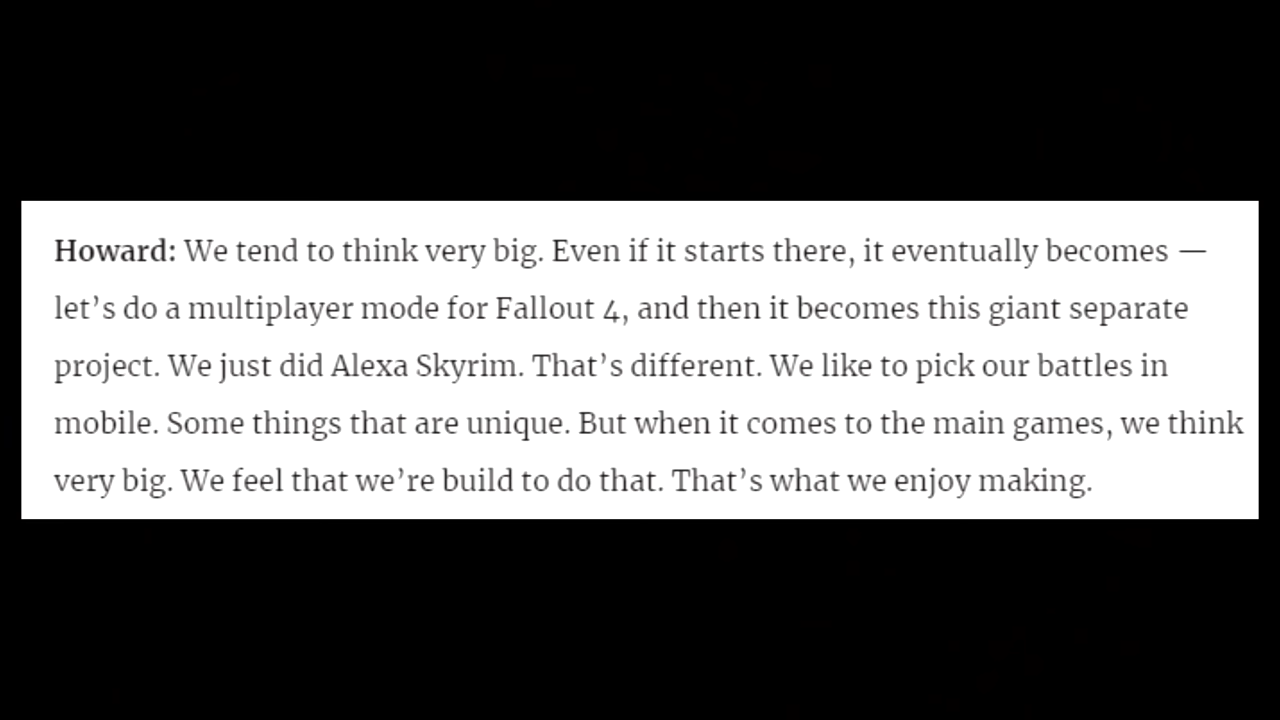 Howard: We tend to think very big. Even if it starts there, it eventually becomes —
let’s do a multiplayer mode for Fallout 4, and then it becomes this giant separate
project. We just did Alexa Skyrim. That’s different. We like to pick our battles in
mobile. Some things that are unique. But when it comes to the main games, we think
very big. We feel that we’re build to do that. That’s what we enjoy making.